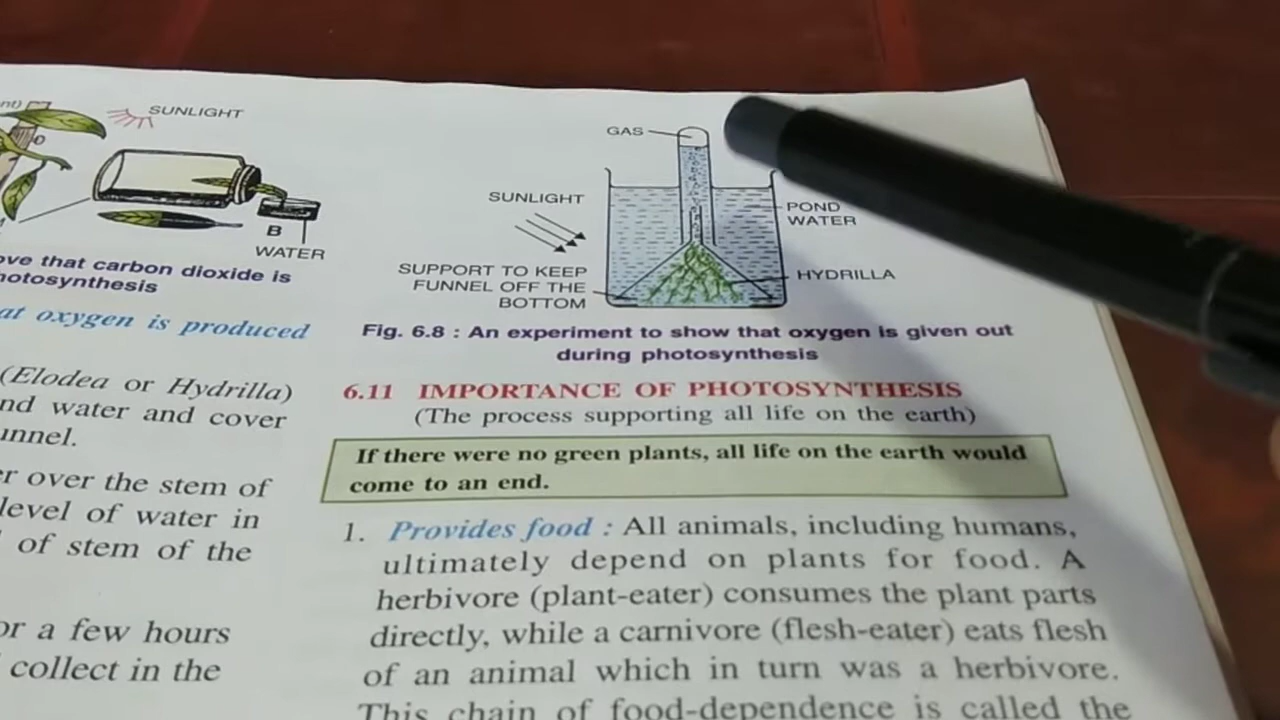 SUNLIGHT
B
WATER
that carbon dioxide is
oxygen is produced
(Elodea or Hydrilla)
water and cover
over the stem of
level of water in
of stem of the
a few hours
collect in the
GAS
SUNLIGHT
POND
WATER
SUPPORT TO KEEP
FUNNEL OFF THE
BOTTOM
HYDRILLA
Fig. 6.8 : An experiment to show that oxygen is given out
during photosynthesis
6.11 IMPORTANCE OF PHOTOSYNTHESIS
(The process supporting all life on the earth)
If there were no green plants, all life on the earth would
come to an end.
1. Provides food : All animals, including humans,
ultimately depend on plants for food. A
herbivore (plant-eater) consumes the plant parts
directly, while a carnivore (flesh-eater) eats flesh
of an animal which in turn was a herbivore.
This chain of food-dependence is called the